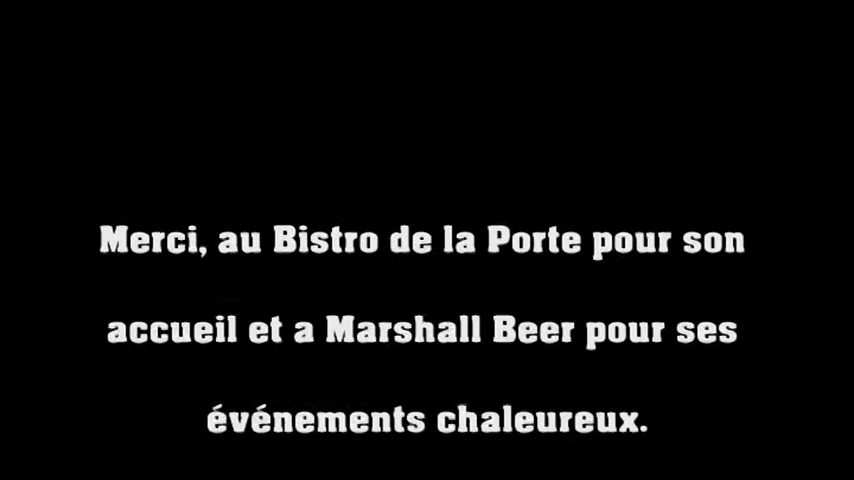 Merci, au Bistro de la Porte pour son
accueil et a Marshall Beer pour ses
événements chaleureux.